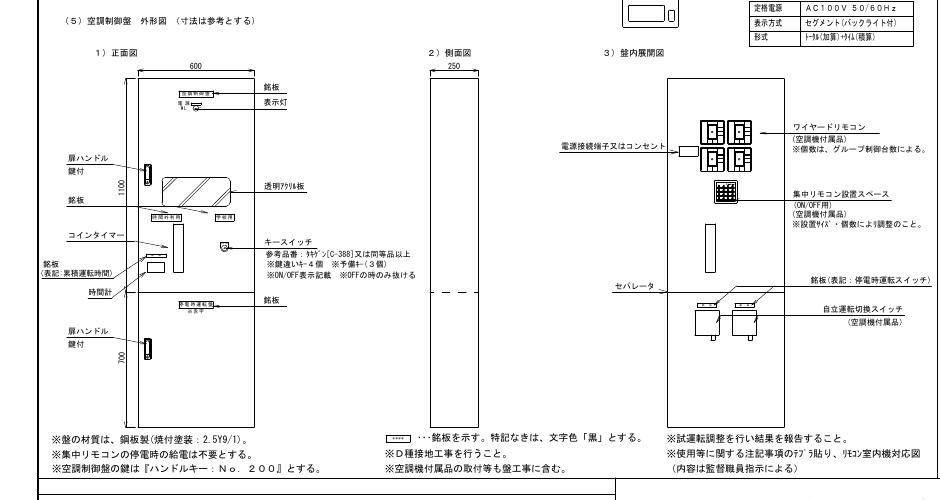 （5）空調制御盤　外形図　（寸法は参考とする）
定格電源　AC100V 50/60Hz
表示方式　セグメント(バックライト付)
形式　ﾄｰﾀﾙ(加算)+ﾀｲﾑ(積算)
1）正面図
600
空調制御盤
銘板
電源
表示灯
扉ハンドル
鍵付
1100
透明ｱｸﾘﾙ板
銘板
時間外利用
学校用
コインタイマー
キースイッチ
参考品番：ﾀｷｹﾞﾝ[C-388]又は同等品以上
※鍵違いｷｰ4個　※予備ｷｰ(3個)
※ON/OFF表示記載　※OFFの時のみ抜ける
銘板
(表記:累積運転時間)
時間計
停電時運転盤
※赤字
銘板
扉ハンドル
鍵付
700
2）側面図
250
3）盤内展開図
電源接続端子又はコンセント
ワイヤードリモコン
(空調機付属品)
※個数は、グループ制御台数による。
集中リモコン設置スペース
(ON/OFF用)
(空調機付属品)
※設置ｻｲｽﾞ・個数により調整のこと。
セパレータ
銘板(表記：停電時運転スイッチ)
自立運転切換スイッチ
(空調機付属品)
※盤の材質は、鋼板製(焼付塗装：2.5Y9/1)。
※集中リモコンの停電時の給電は不要とする。
※空調制御盤の鍵は『ハンドルキー：No. 200』とする。
**** ･･･銘板を示す。特記なきは、文字色「黒」とする。
※D種接地工事を行うこと。
※空調機付属品の取付等も盤工事に含む。
※試運転調整を行い結果を報告すること。
※使用等に関する注記事項のﾃﾌﾟﾗ貼り、ﾘﾓｺﾝ室内機対応図
(内容は監督職員指示による)